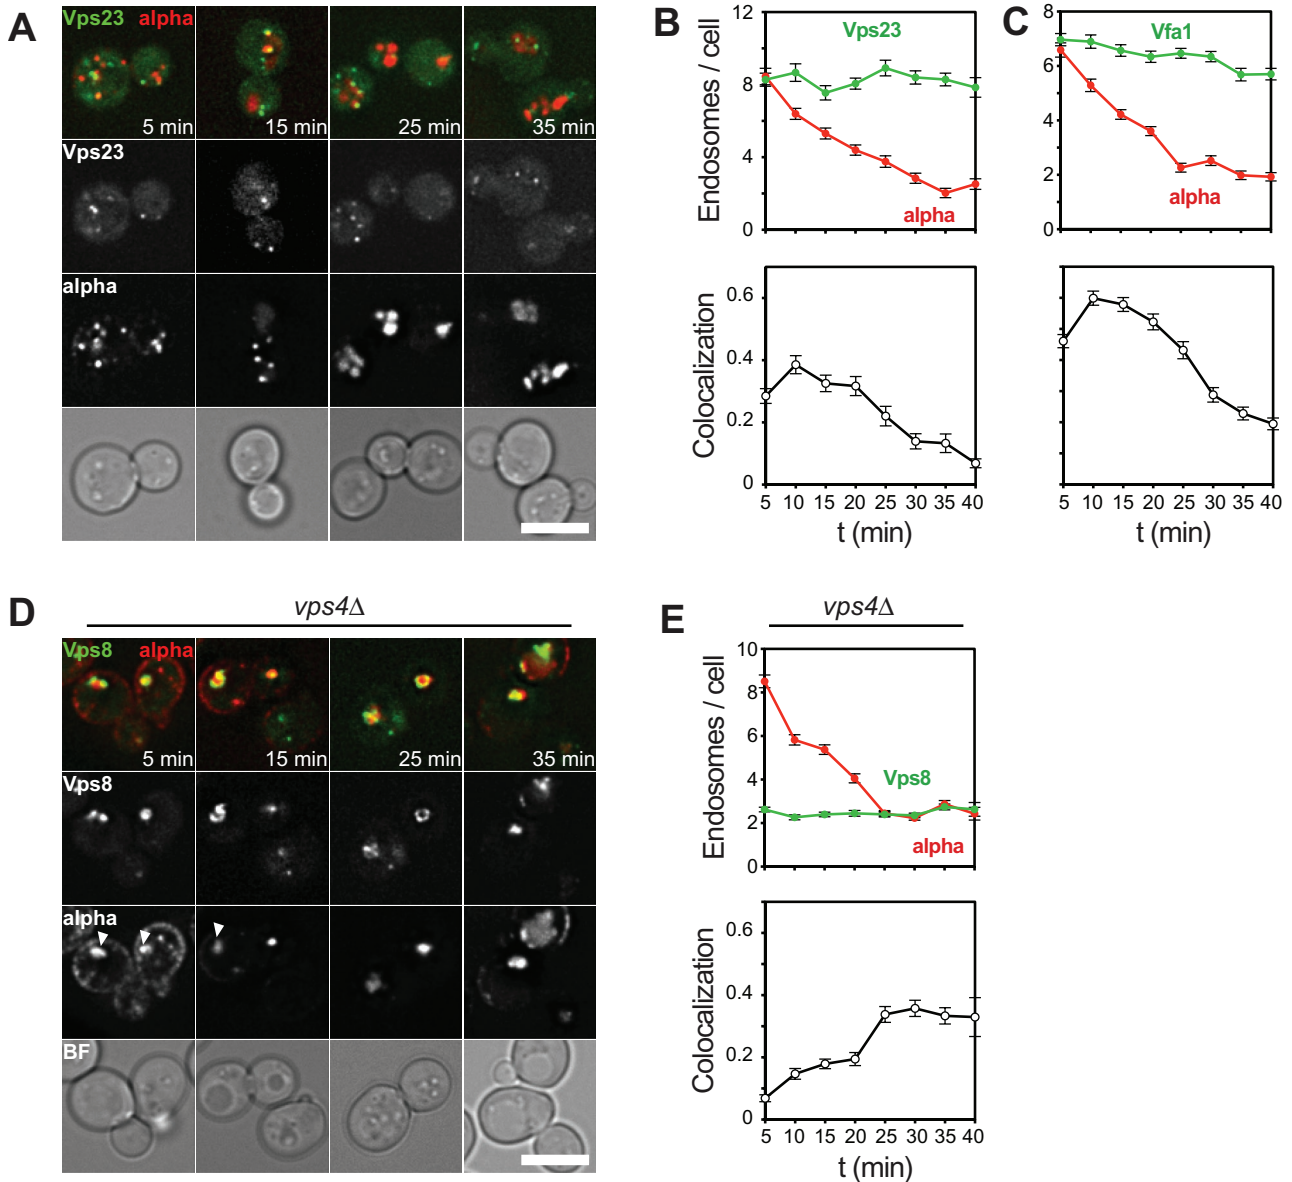 A
Vps23 alpha
5 min
15 min
25 min
35 min
Vps23
alpha
B
Endosomes / cell
12
8
4
0
Vps23
alpha
Colocalization
0.6
0.4
0.2
0
5 10 15 20 25 30 35 40
t (min)
C
8
6
4
2
0
Vfa1
alpha
5 10 15 20 25 30 35 40
t (min)
D
vps4Δ
Vps8 alpha
5 min
15 min
25 min
35 min
Vps8
alpha
BF
E
vps4Δ
Endosomes / cell
10
8
6
4
2
0
Vps8
alpha
Colocalization
0.6
0.4
0.2
0
5 10 15 20 25 30 35 40
t (min)